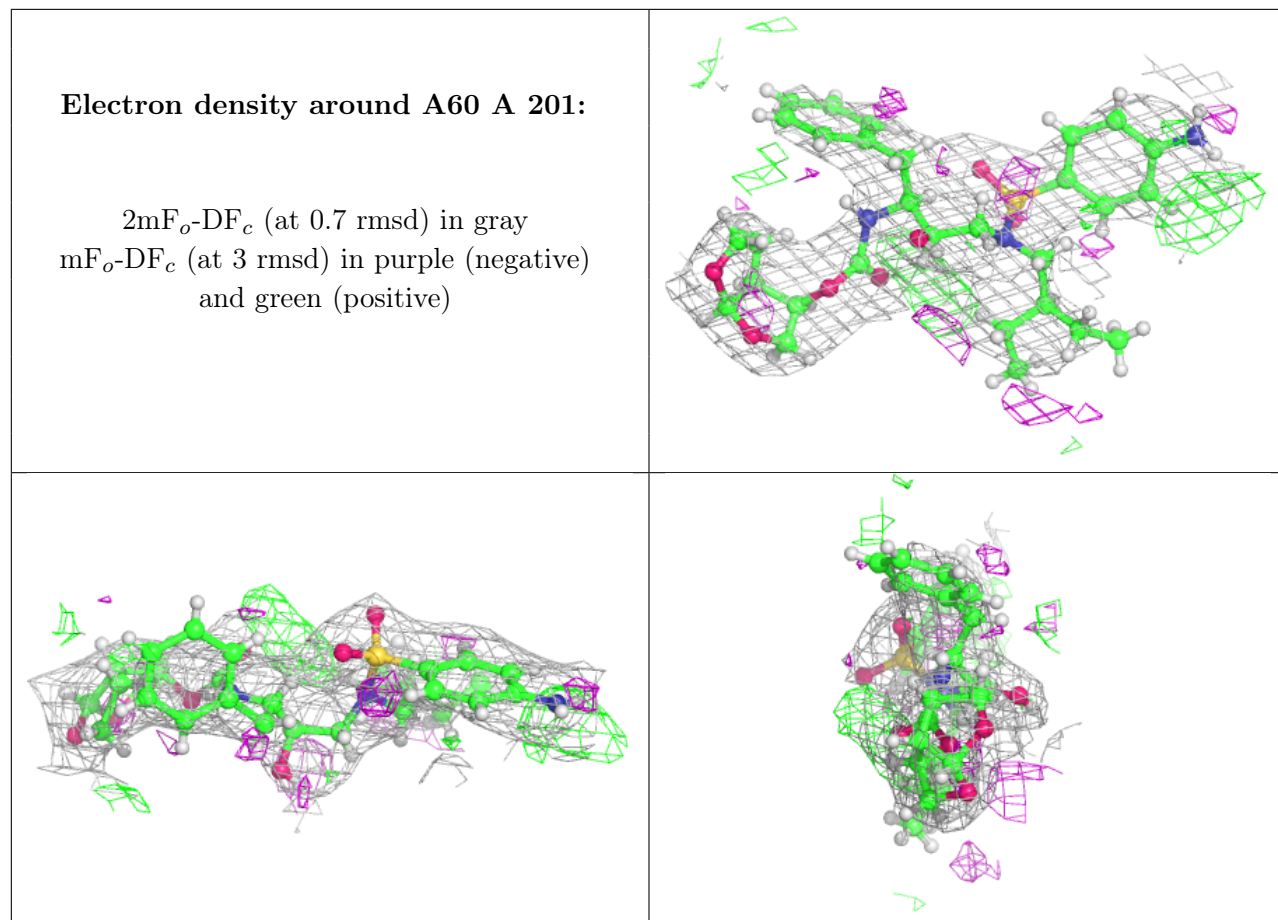 Electron density around A60 A 201:
2mFo-DFc (at 0.7 rmsd) in gray
mFo-DFc (at 3 rmsd) in purple (negative)
and green (positive)